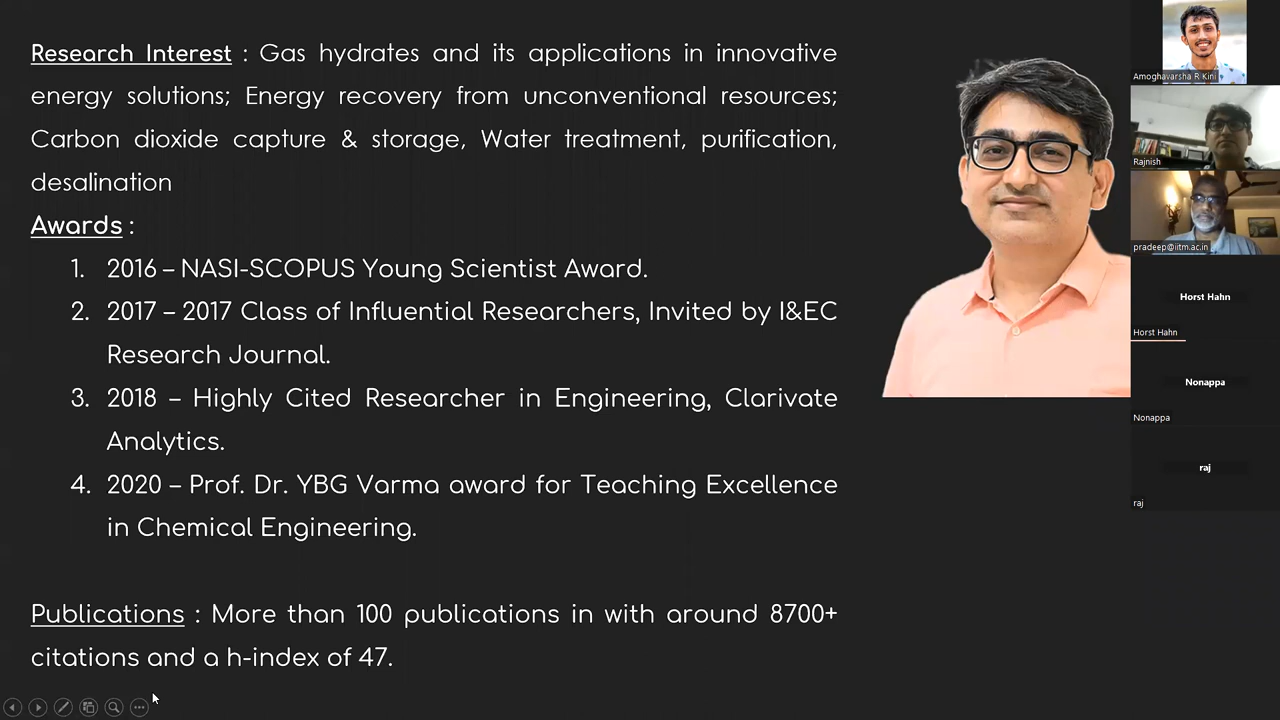 Research Interest : Gas hydrates and its applications in innovative
energy solutions; Energy recovery from unconventional resources;
Carbon dioxide capture & storage, Water treatment, purification,
desalination
Awards :
1. 2016 – NASI-SCOPUS Young Scientist Award.
2. 2017 – 2017 Class of Influential Researchers, Invited by I&EC
Research Journal.
3. 2018 – Highly Cited Researcher in Engineering, Clarivate
Analytics.
4. 2020 – Prof. Dr. YBG Varma award for Teaching Excellence
in Chemical Engineering.
Publications : More than 100 publications in with around 8700+
citations and a h-index of 47.
Amoghavarsha R Kini
Rajnish
pradeep@iitm.ac.in
Horst Hahn
Horst Hahn
Nonappa
Nonappa
raj
raj